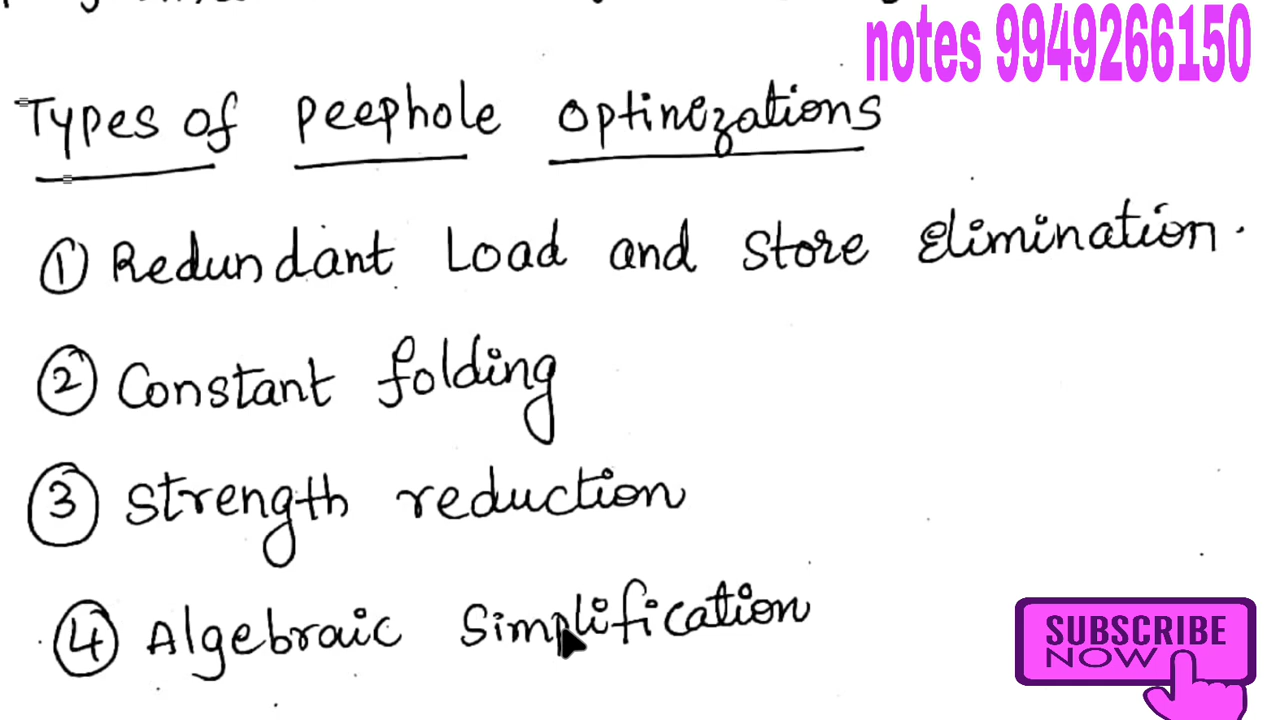 notes 9949266150
Types of peephole optinezations
① Redundant Load and Store Elimination.
② Constant folding
③ Strength reduction
④ Algebraic Simplification
SUBSCRIBE
NOW